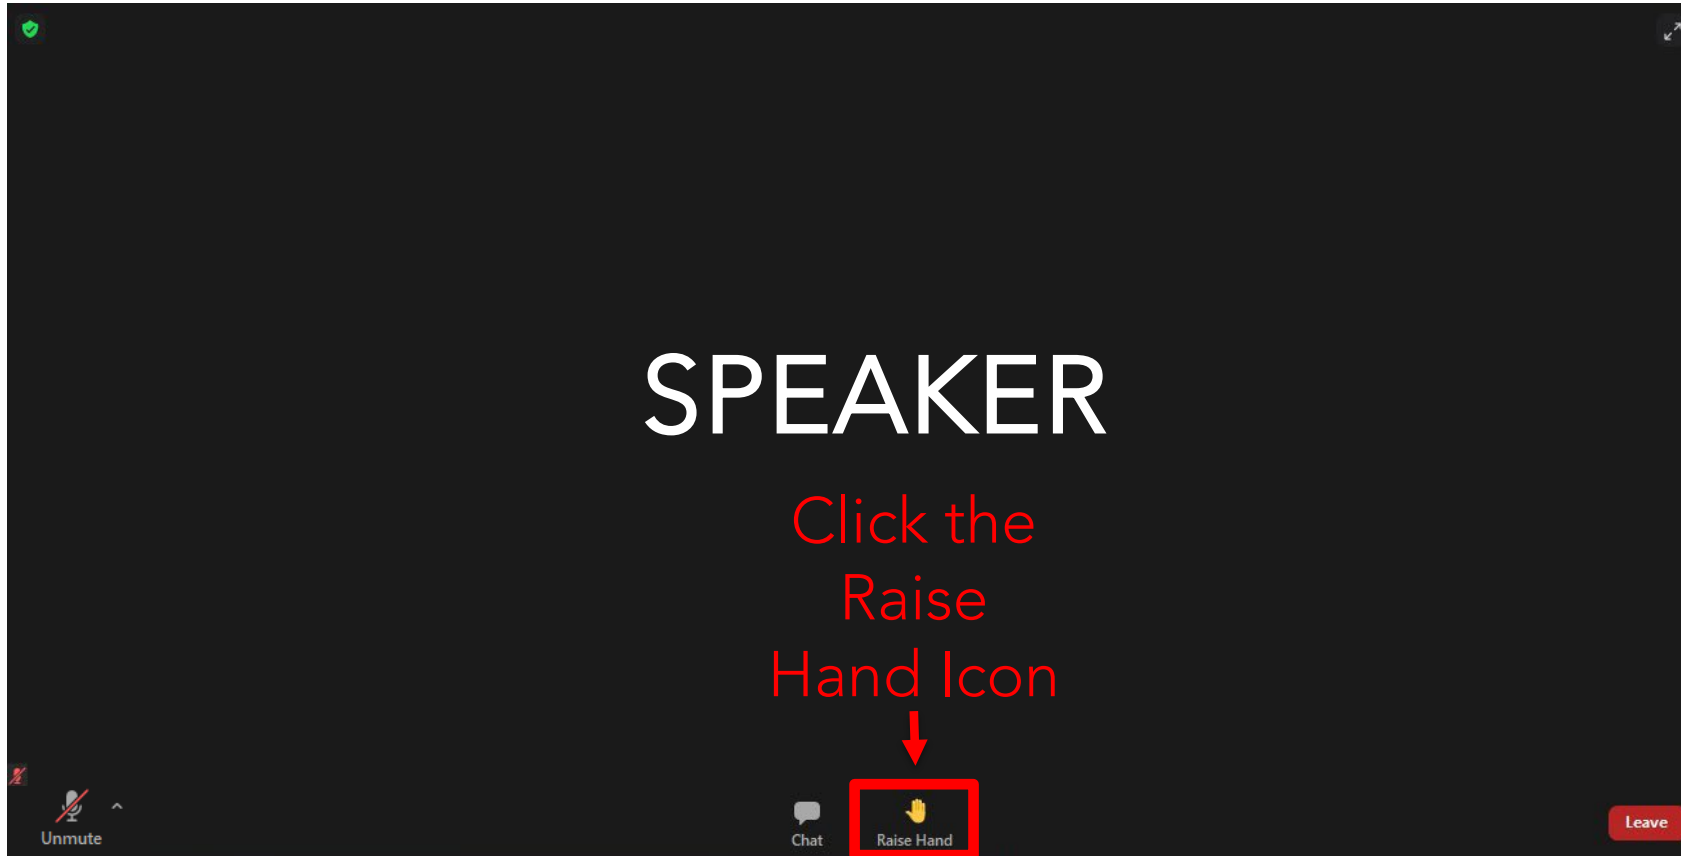 SPEAKER
Click the
Raise
Hand Icon
Unmute
Chat
Raise Hand
Leave